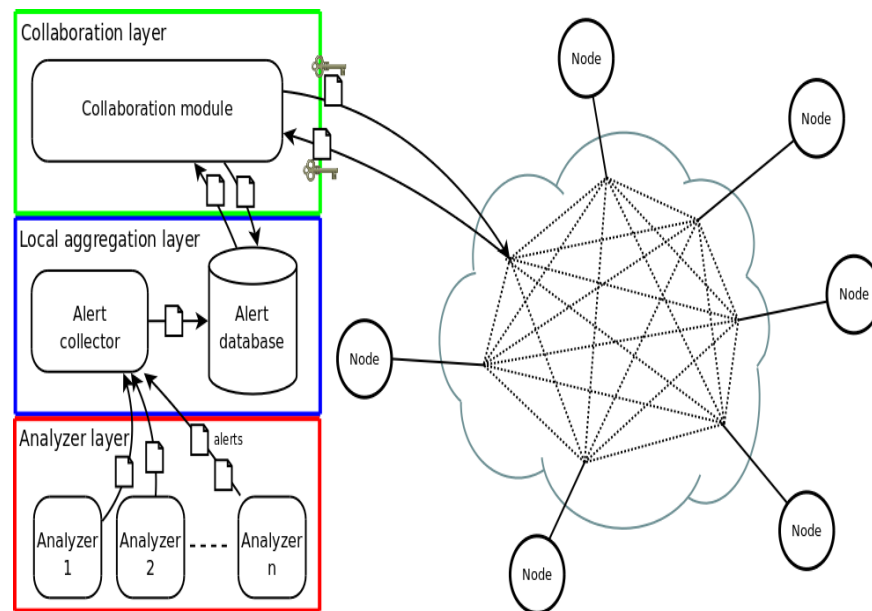 Collaboration layer
Collaboration module
Local aggregation layer
Alert
collector
Alert
database
Analyzer layer
alerts
Analyzer
1
Analyzer
2
Analyzer
n
Node
Node
Node
Node
Node
Node
Node